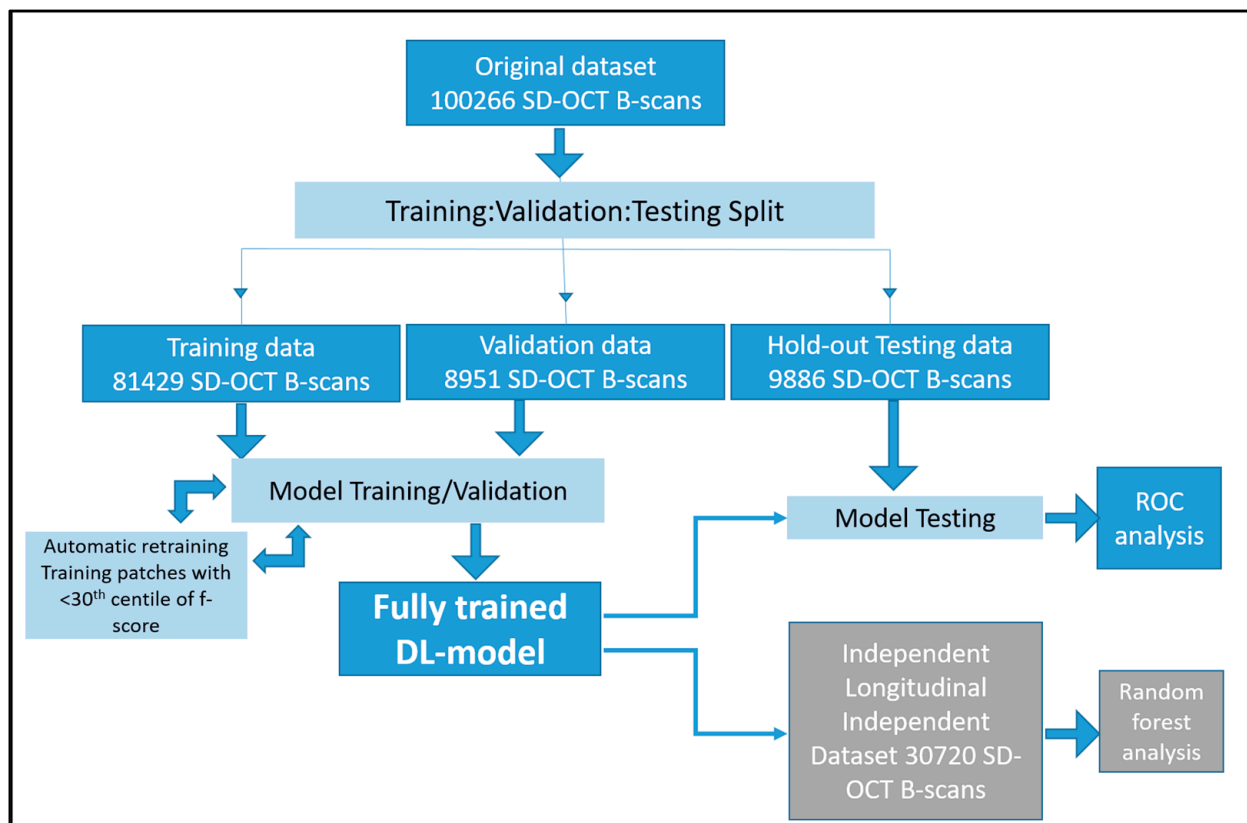 Original dataset
100266 SD-OCT B-scans
Training:Validation:Testing Split
Training data
81429 SD-OCT B-scans
Validation data
8951 SD-OCT B-scans
Hold-out Testing data
9886 SD-OCT B-scans
Model Training/Validation
Automatic retraining
Training patches with
<30th centile of f-
score
Fully trained
DL-model
Model Testing
ROC
analysis
Independent
Longitudinal
Independent
Dataset 30720 SD-
OCT B-scans
Random
forest
analysis